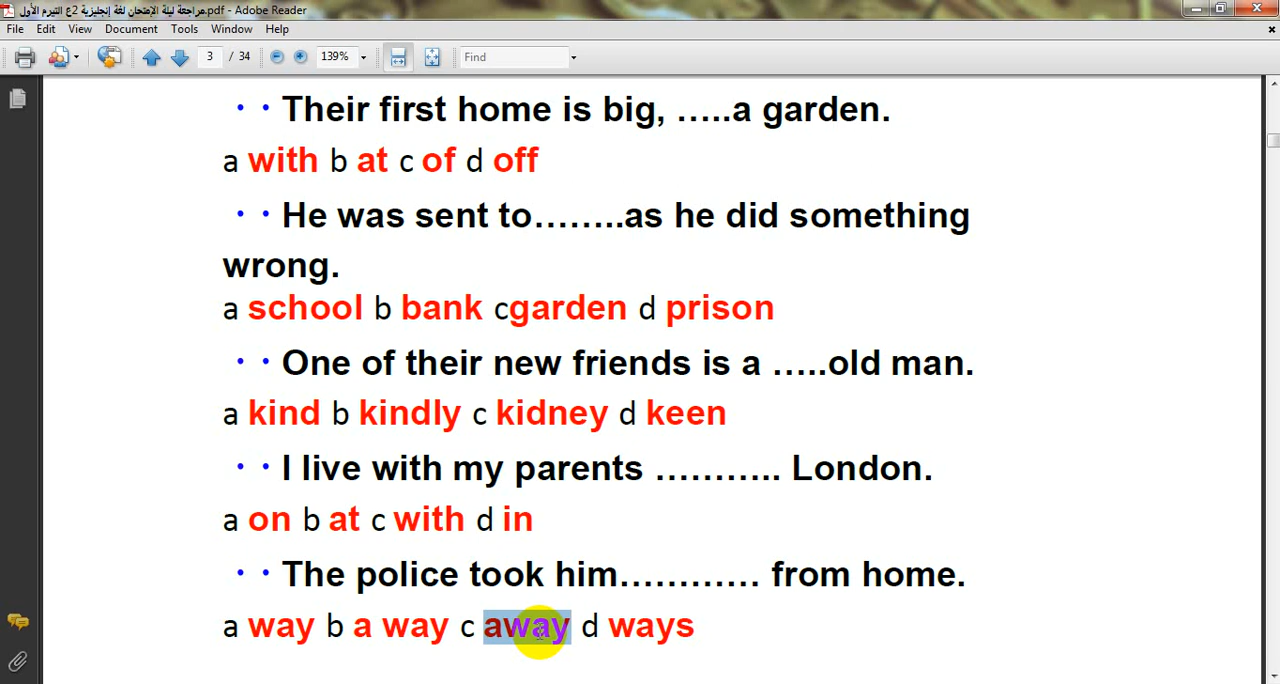 مراجعتة ليلة الإمتحان لغة إنجليزية 2ع التيرم الأول.pdf - Adobe Reader
File Edit View Document Tools Window Help
3 / 34 139% Find
• • Their first home is big, …..a garden.
a with b at c of d off
• • He was sent to……..as he did something
wrong.
a school b bank cgarden d prison
• • One of their new friends is a …..old man.
a kind b kindly c kidney d keen
• • I live with my parents ……….. London.
a on b at c with d in
• • The police took him………… from home.
a way b a way c away d ways